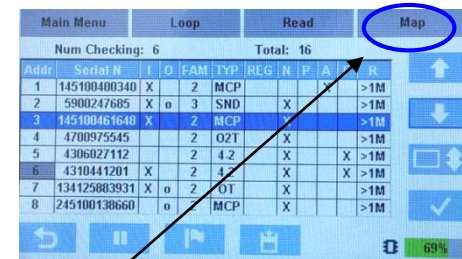 Main Menu Loop Read Map
Num Checking: 6 Total: 16
Addr Serial N I O FAM TYP REG N P A R
1 145100400340 X 2 MCP X >1M
2 5900247685 X o 3 SND X >1M
3 145100461648 X 2 MCP X >1M
4 4700975545 2 O2T X >1M
5 4306027112 2 4-2 X X >1M
6 4310441201 X 2 4-2 X X >1M
7 134125883931 X o 2 OT X >1M
8 245100138660 o 2 MCP X >1M
69%